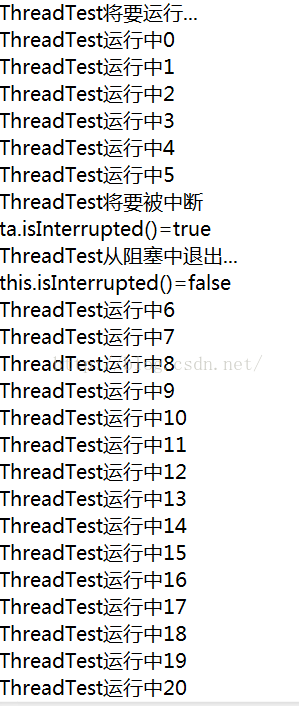 ThreadTest将要运行...
ThreadTest运行中0
ThreadTest运行中1
ThreadTest运行中2
ThreadTest运行中3
ThreadTest运行中4
ThreadTest运行中5
ThreadTest将要被中断
ta.isInterrupted()=true
ThreadTest从阻塞中退出...
this.isInterrupted()=false
ThreadTest运行中6
ThreadTest运行中7
ThreadTest运行中8
csdn.net/
ThreadTest运行中9
ThreadTest运行中10
ThreadTest运行中11
ThreadTest运行中12
ThreadTest运行中13
ThreadTest运行中14
ThreadTest运行中15
ThreadTest运行中16
ThreadTest运行中17
ThreadTest运行中18
ThreadTest运行中19
ThreadTest运行中20